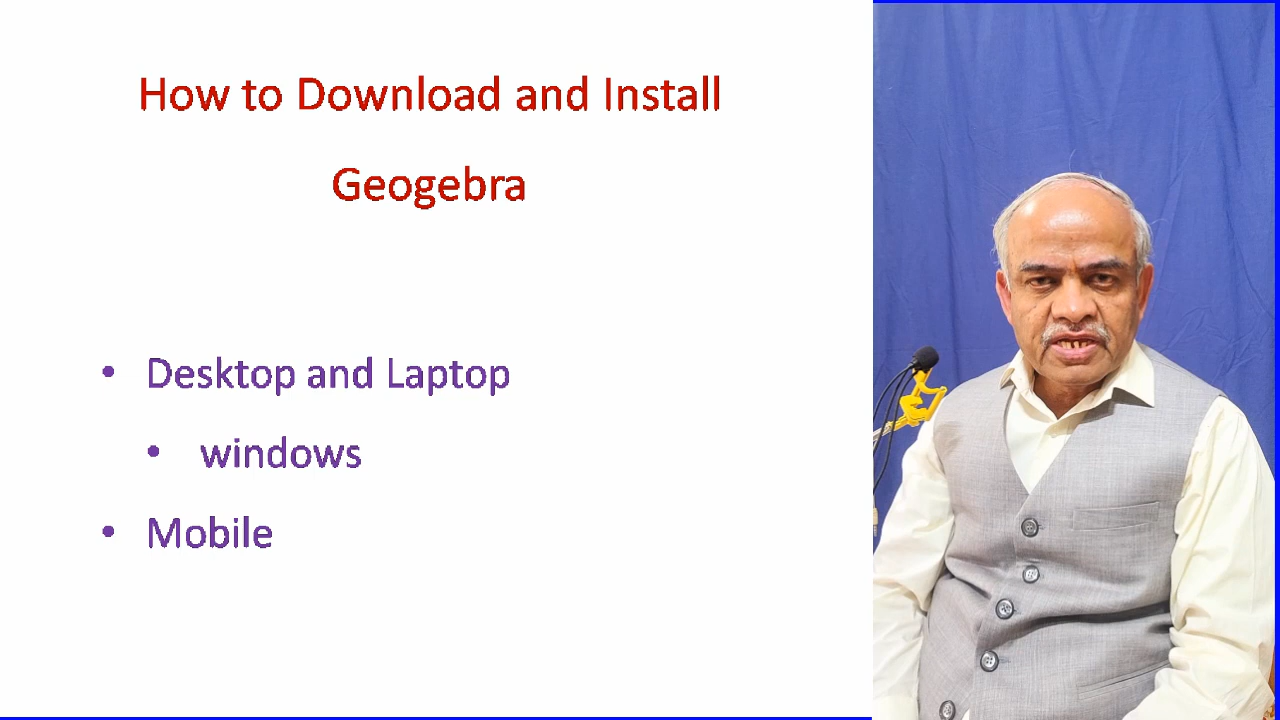 How to Download and Install
Geogebra
• Desktop and Laptop
• windows
• Mobile